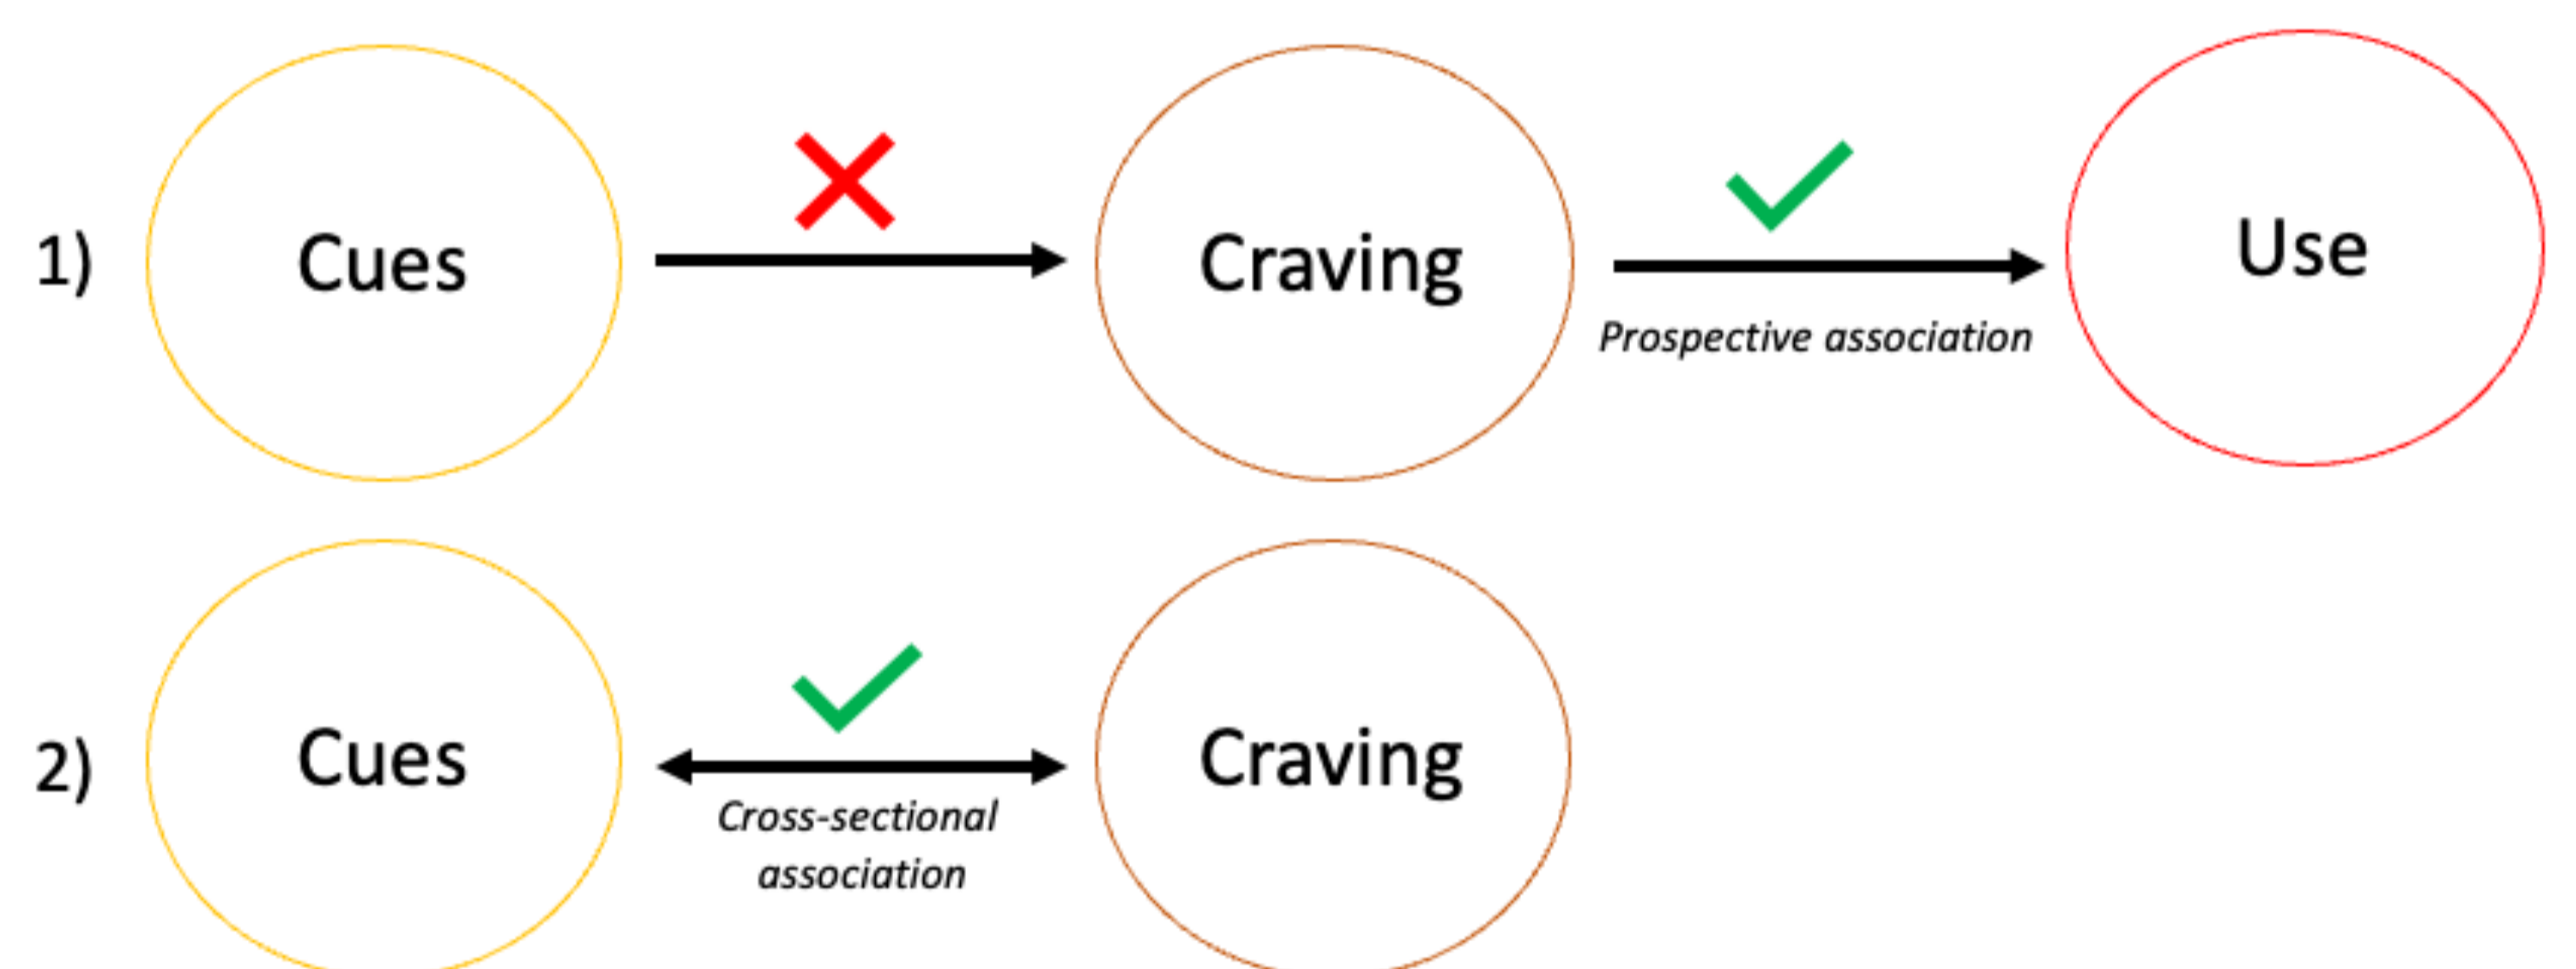 1)
Cues
Craving
Prospective association
Use
2)
Cues
Cross-sectional
association
Craving